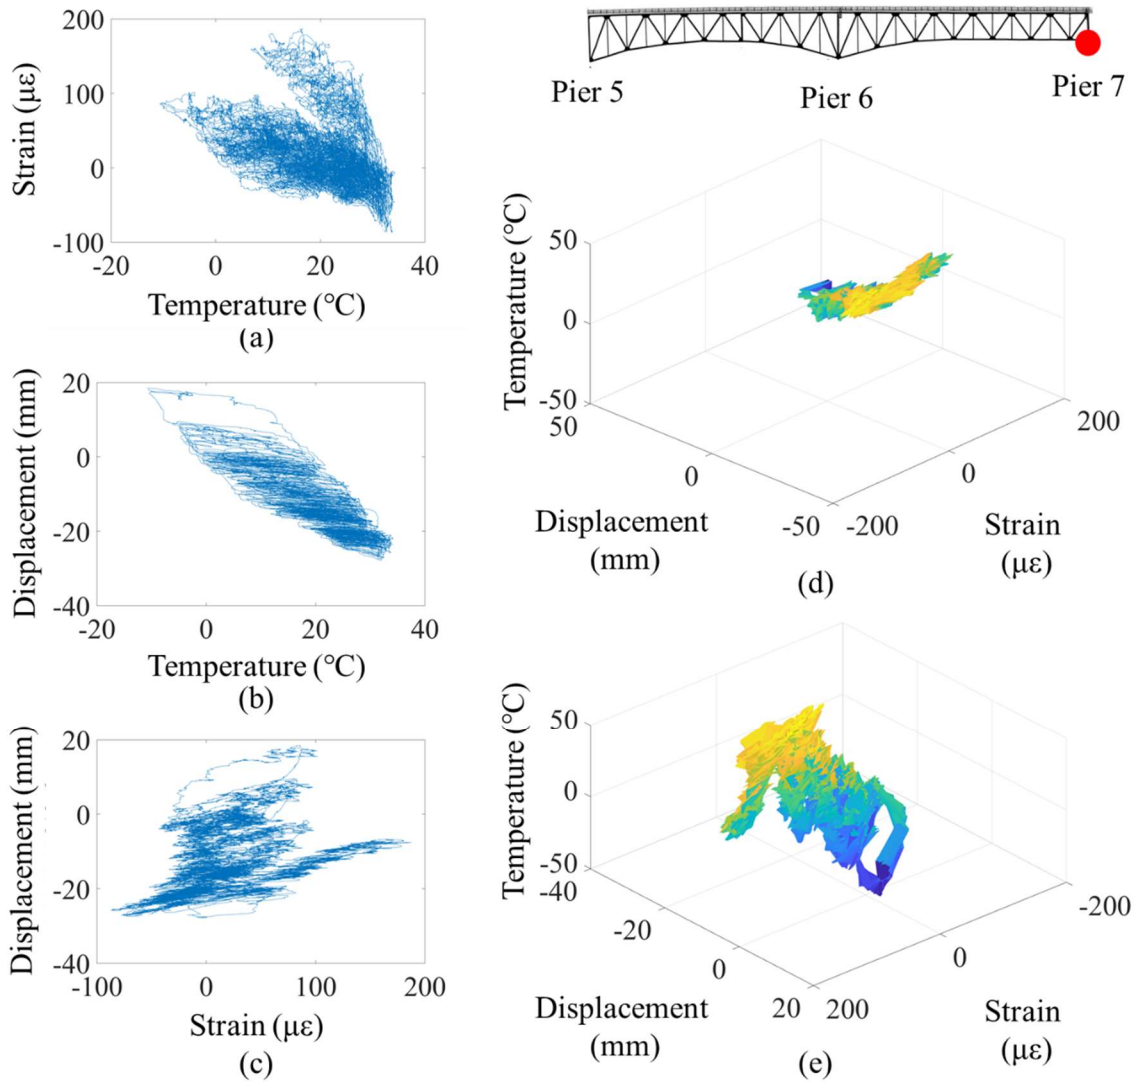 200
100
0
-100
Strain (με)
-20 0 20 40
Temperature (°C)
(a)
20
0
-20
-40
Displacement (mm)
-20 0 20 40
Temperature (°C)
(b)
20
0
-20
-40
Displacement (mm)
-100 0 100 200
Strain (με)
(c)
Pier 5
Pier 6
Pier 7
50
0
-50
Temperature (°C)
50
0
-50
Displacement
(mm)
-200
0
200
Strain
(με)
(d)
50
0
-50
Temperature (°C)
-40
-20
0
20
Displacement
(mm)
200
0
-200
Strain
(με)
(e)